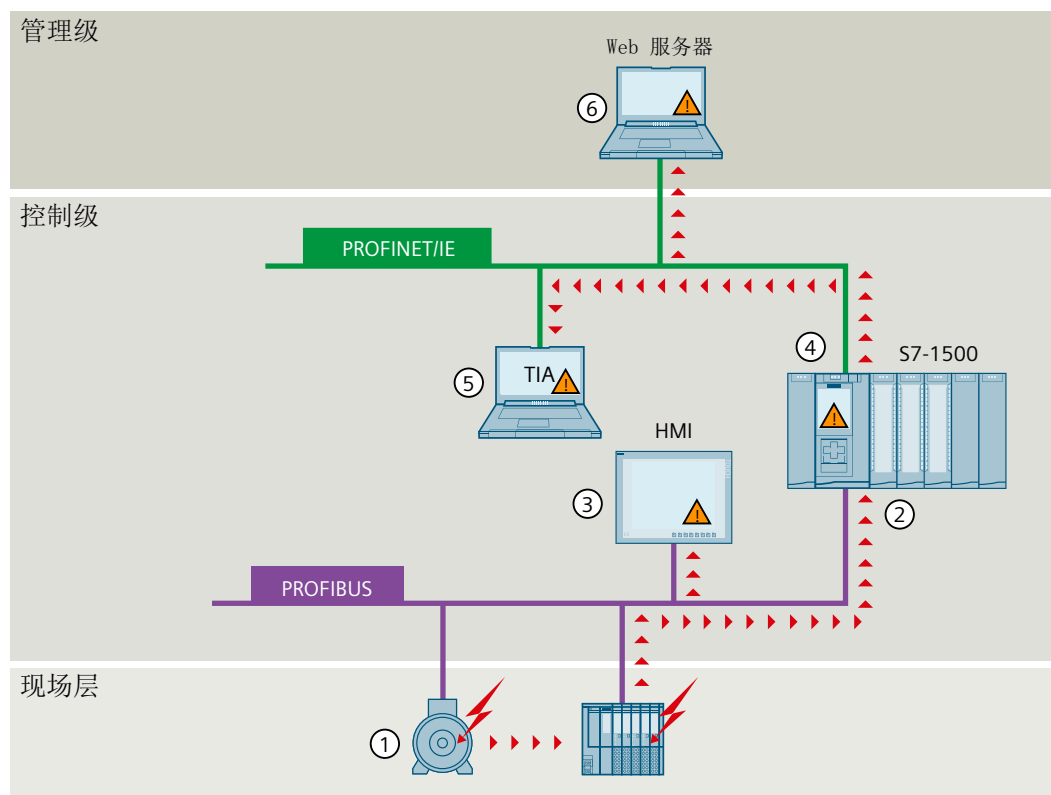 管理级
Web 服务器
⑥
控制级
PROFINET/IE
④
S7-1500
⑤
TIA
HMI
③
②
PROFIBUS
现场层
①